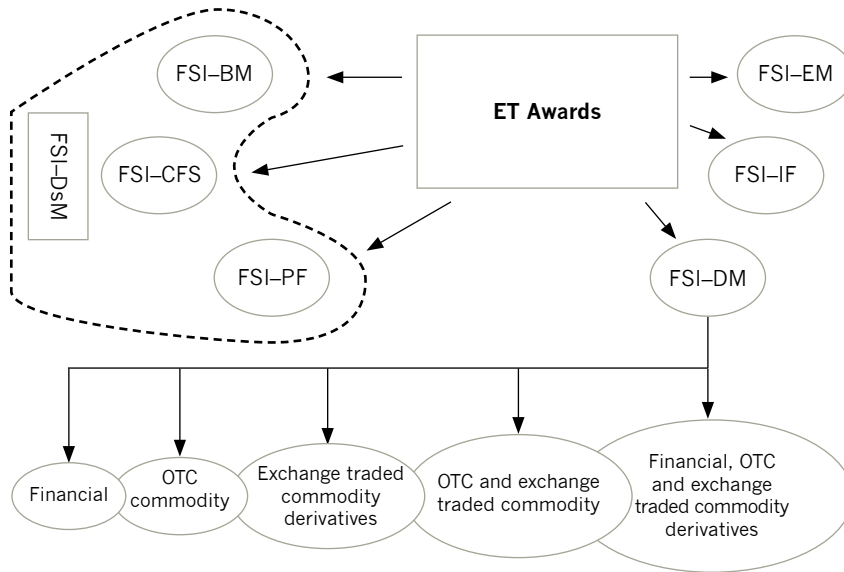 FSI–BM
ET Awards
FSI–EM
FSI–DsM
FSI–CFS
FSI–IF
FSI–PF
FSI–DM
Financial
OTC
commodity
Exchange traded
commodity
derivatives
OTC and exchange
traded commodity
Financial, OTC
and exchange
traded commodity
derivatives